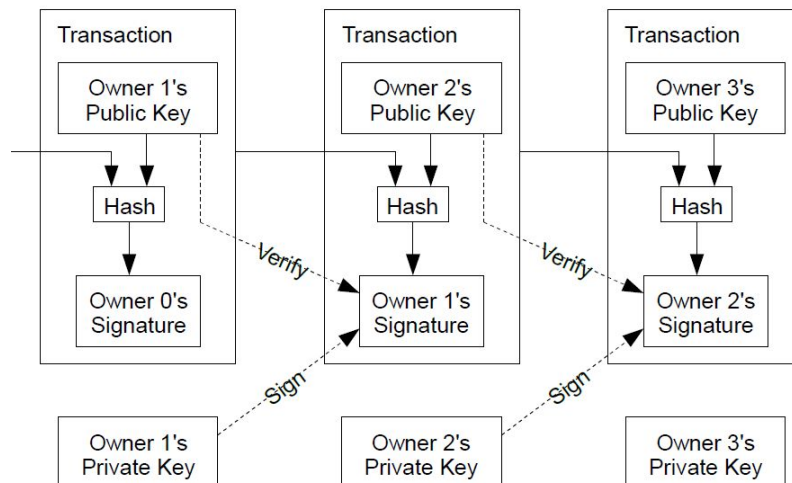 Transaction
Owner 1's
Public Key
Hash
Owner 0's
Signature
Transaction
Owner 2's
Public Key
Hash
Verify
Owner 1's
Signature
Sign
Transaction
Owner 3's
Public Key
Hash
Verify
Owner 2's
Signature
Sign
Owner 1's
Private Key
Owner 2's
Private Key
Owner 3's
Private Key